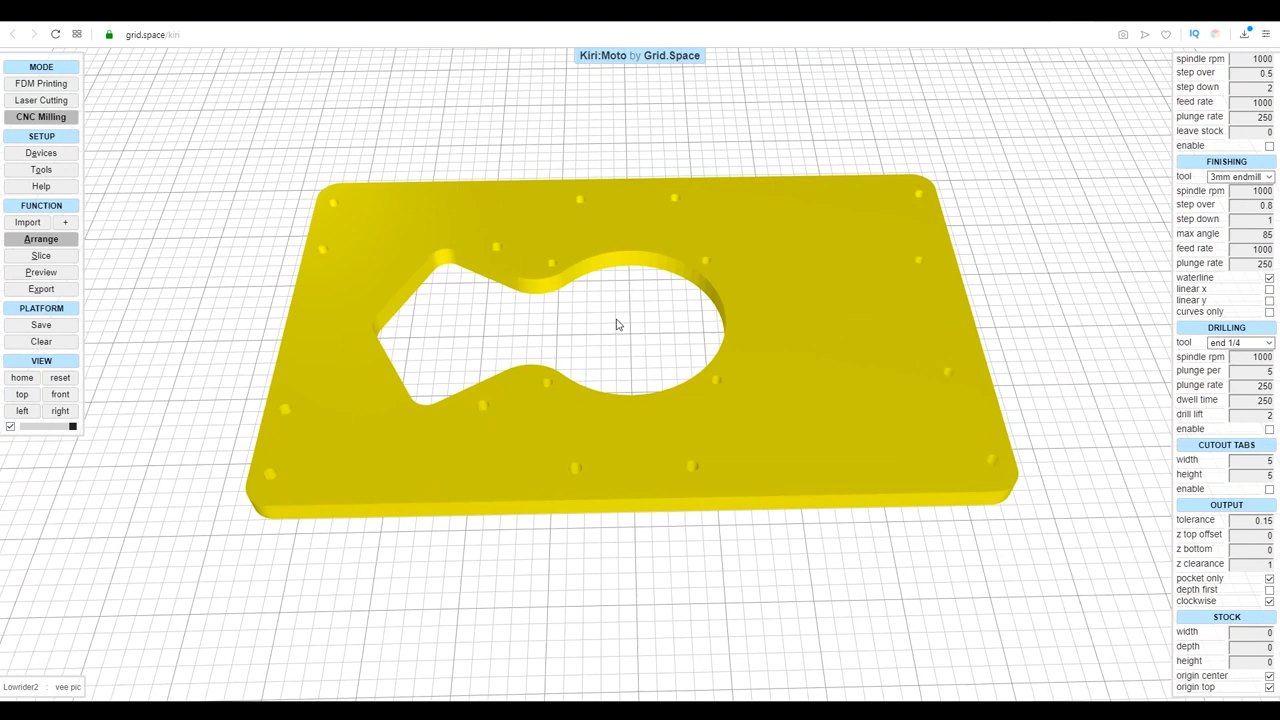 grid.space/kiri
IQ
Kiri:Moto by Grid.Space
MODE
FDM Printing
Laser Cutting
CNC Milling
SETUP
Devices
Tools
Help
FUNCTION
Import +
Arrange
Slice
Preview
Export
PLATFORM
Save
Clear
VIEW
home reset
top front
left right
Lowrider2 : vee pic
spindle rpm 1000
step over 0.5
step down 2
feed rate 1000
plunge rate 250
leave stock 0
enable
FINISHING
tool 3mm endmill
spindle rpm 1000
step over 0.8
step down 1
max angle 85
feed rate 1000
plunge rate 250
waterline
linear x
linear y
curves only
DRILLING
tool end 1/4
spindle rpm 1000
plunge per 5
plunge rate 250
dwell time 250
drill lift 2
enable
CUTOUT TABS
width 5
height 5
enable
OUTPUT
tolerance 0.15
z top offset 0
z bottom 0
z clearance 1
pocket only
depth first
clockwise
STOCK
width 0
depth 0
height 0
origin center
origin top